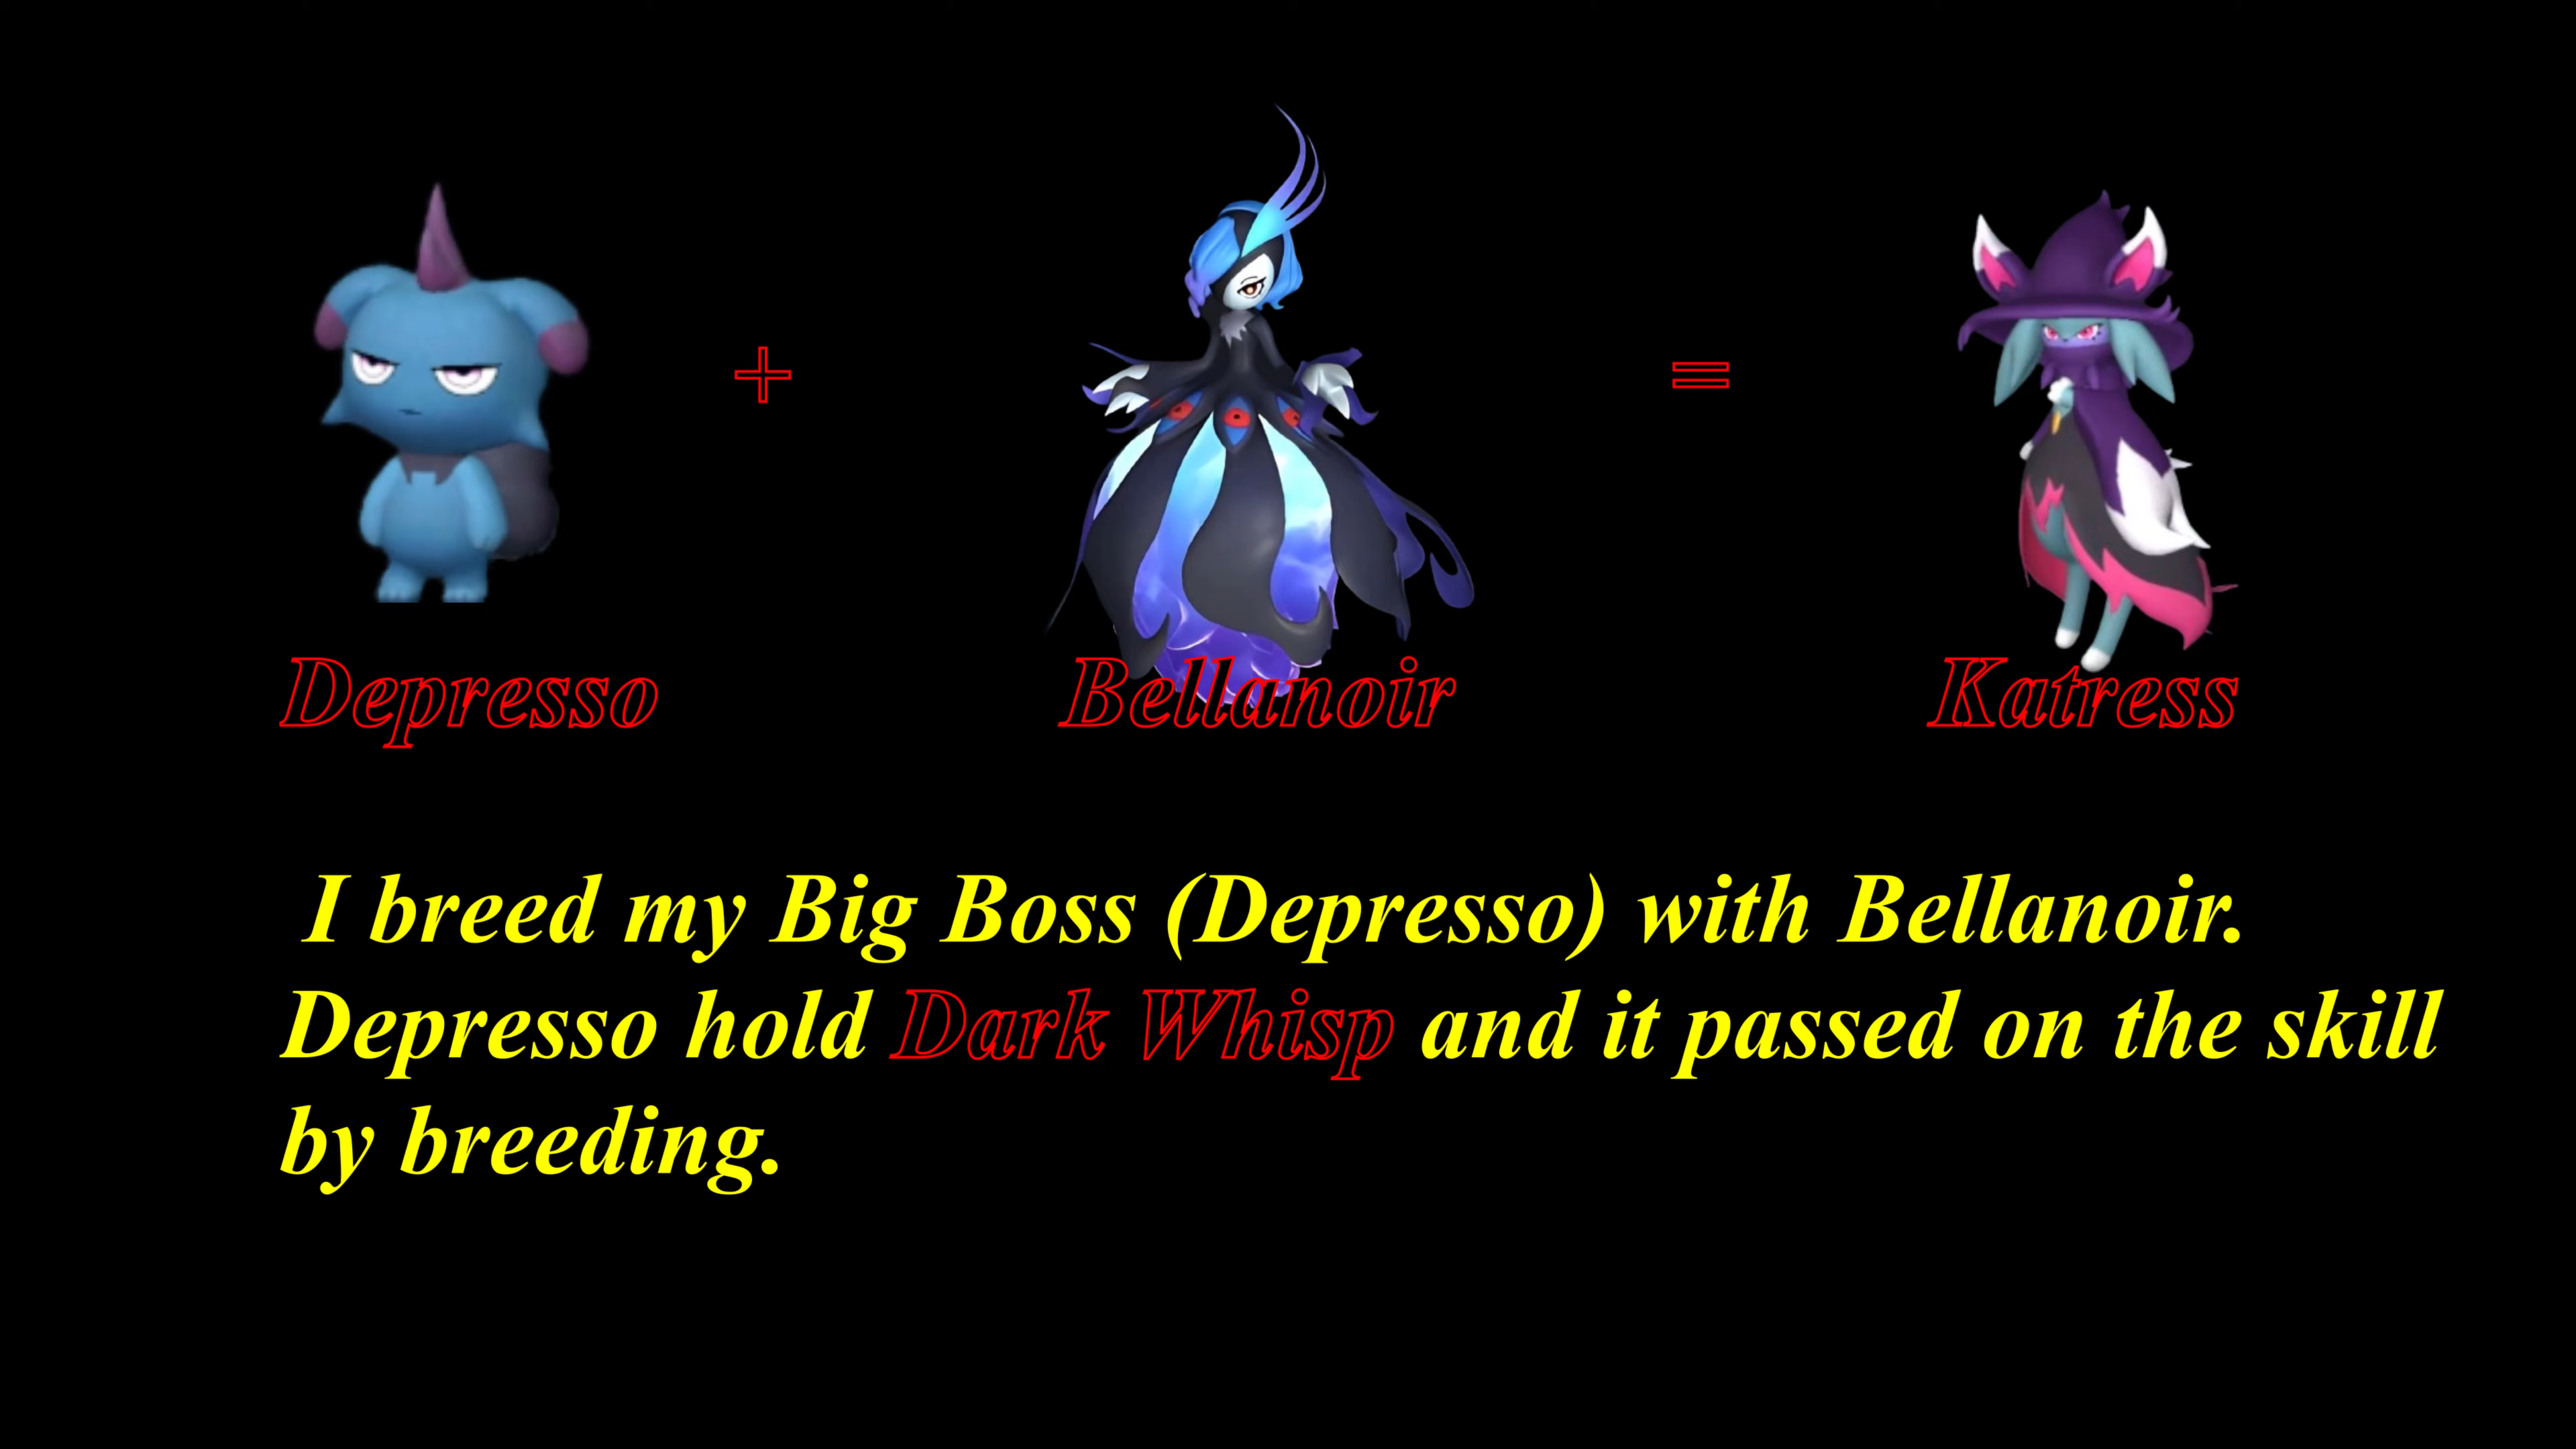 + =
Depresso Bellanoir Katress
I breed my Big Boss (Depresso) with Bellanoir.
Depresso hold Dark Whisp and it passed on the skill
by breeding.